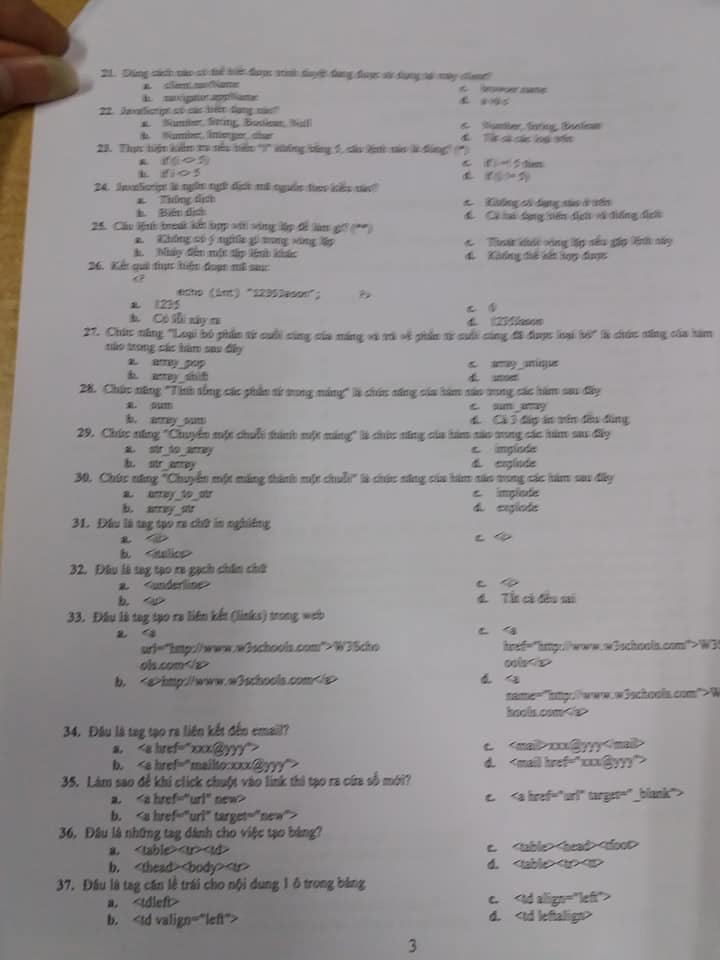 21. Dùng cách nào có thể biết được trình duyệt đang được sử dụng tại máy client?
a. client.navName
c. browser.name
b. navigator.appName
d.
22. JavaScript có các kiểu dạng nào?
a. Number, String, Boolean, Null
c. Number, String, Boolean
b. Number, Interger, char
d. Tất cả các loại trên
23. Thực hiện kiểm tra nếu biến "i" không bằng 5, câu lệnh nào là đúng? (*)
a. if (i <> 5)
c. if i =! 5 then
b. if i <> 5
d. if (i != 5)
24. JavaScript là ngôn ngữ dịch mã nguồn theo kiểu nào?
a. Thông dịch
c. Không có dạng nào ở trên
b. Biên dịch
d. Cả hai dạng biên dịch và thông dịch
25. Câu lệnh break kết hợp với vòng lặp để làm gì? (**)
a. Không có ý nghĩa gì trong vòng lặp
c. Thoát khỏi vòng lặp nếu gặp lệnh này
b. Nhảy đến một tập lệnh khác
d. Không thể kết hợp được
26. Kết quả thực hiện đoạn mã sau:
<?
echo (int) "1235Jason"; ?>
a. 1235
c. 0
b. Có lỗi xảy ra
d. 1235Jason
27. Chức năng "Loại bỏ phần tử cuối cùng của mảng và trả về phần tử cuối cùng đã được loại bỏ" là chức năng của hàm
nào trong các hàm sau đây
a. array_pop
c. array_unique
b. array_shift
d. unset
28. Chức năng "Tính tổng các phần tử trong mảng" là chức năng của hàm nào trong các hàm sau đây
a. sum
c. sum_array
b. array_sum
d. Cả 3 đáp án trên đều đúng
29. Chức năng "Chuyển một chuỗi thành một mảng" là chức năng của hàm nào trong các hàm sau đây
a. str_to_array
c. implode
b. str_array
d. explode
30. Chức năng "Chuyển một mảng thành một chuỗi" là chức năng của hàm nào trong các hàm sau đây
a. array_to_str
c. implode
b. array_str
d. explode
31. Đâu là tag tạo ra chữ in nghiêng
a. <ii>
c. <i>
b. <italics>
32. Đâu là tag tạo ra gạch chân chữ
a. <underline>
c. <i>
b. <u>
d. Tất cả đều sai
33. Đâu là tag tạo ra liên kết (links) trong web
a. <a
c. <a
url="http://www.w3schools.com">W3Scho
href="http://www.w3schools.com">W3S
ols.com</a>
ools</a>
b. <a>http://www.w3schools.com</a>
d. <a
name="http://www.w3schools.com">W
hools.com</a>
34. Đâu là tag tạo ra liên kết đến email?
a. <a href="xxx@yyy">
c. <mail>xxx@yyy</mail>
b. <a href="mailto:xxx@yyy">
d. <mail href="xxx@yyy">
35. Làm sao để khi click chuột vào link thì tạo ra cửa sổ mới?
a. <a href="url" new>
c. <a href="url" target="_blank">
b. <a href="url" target="new">
36. Đâu là những tag dành cho việc tạo bảng?
a. <table><tr><td>
c. <table><head><tfoot>
b. <thead><body><tr>
d. <table><tr><tt>
37. Đâu là tag căn lề trái cho nội dung 1 ô trong bảng
a. <tdleft>
c. <td align="left">
b. <td valign="left">
d. <td leftalign>
3